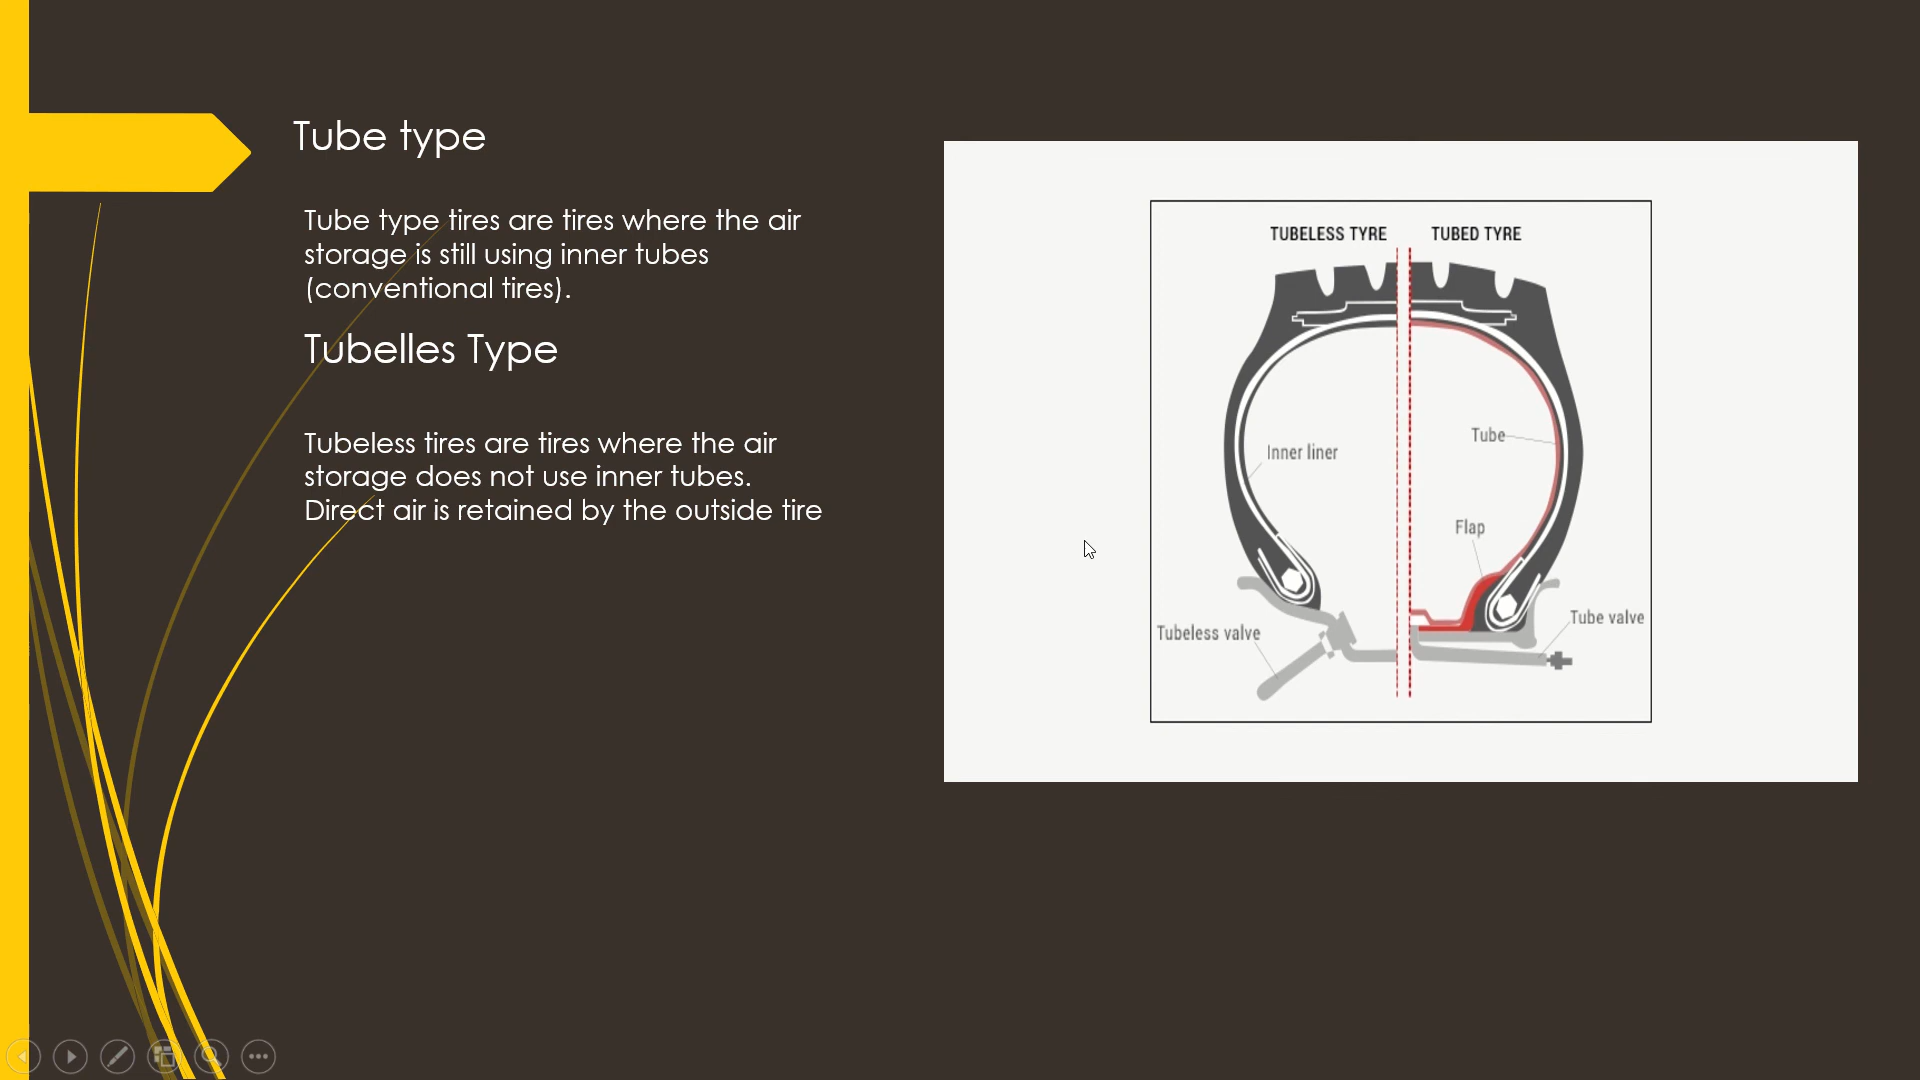 Tube type
Tube type tires are tires where the air
storage is still using inner tubes
(conventional tires).
Tubelles Type
Tubeless tires are tires where the air
storage does not use inner tubes.
Direct air is retained by the outside tire
TUBELESS TYRE
TUBED TYRE
Tube
Inner liner
Flap
Tube valve
Tubeless valve